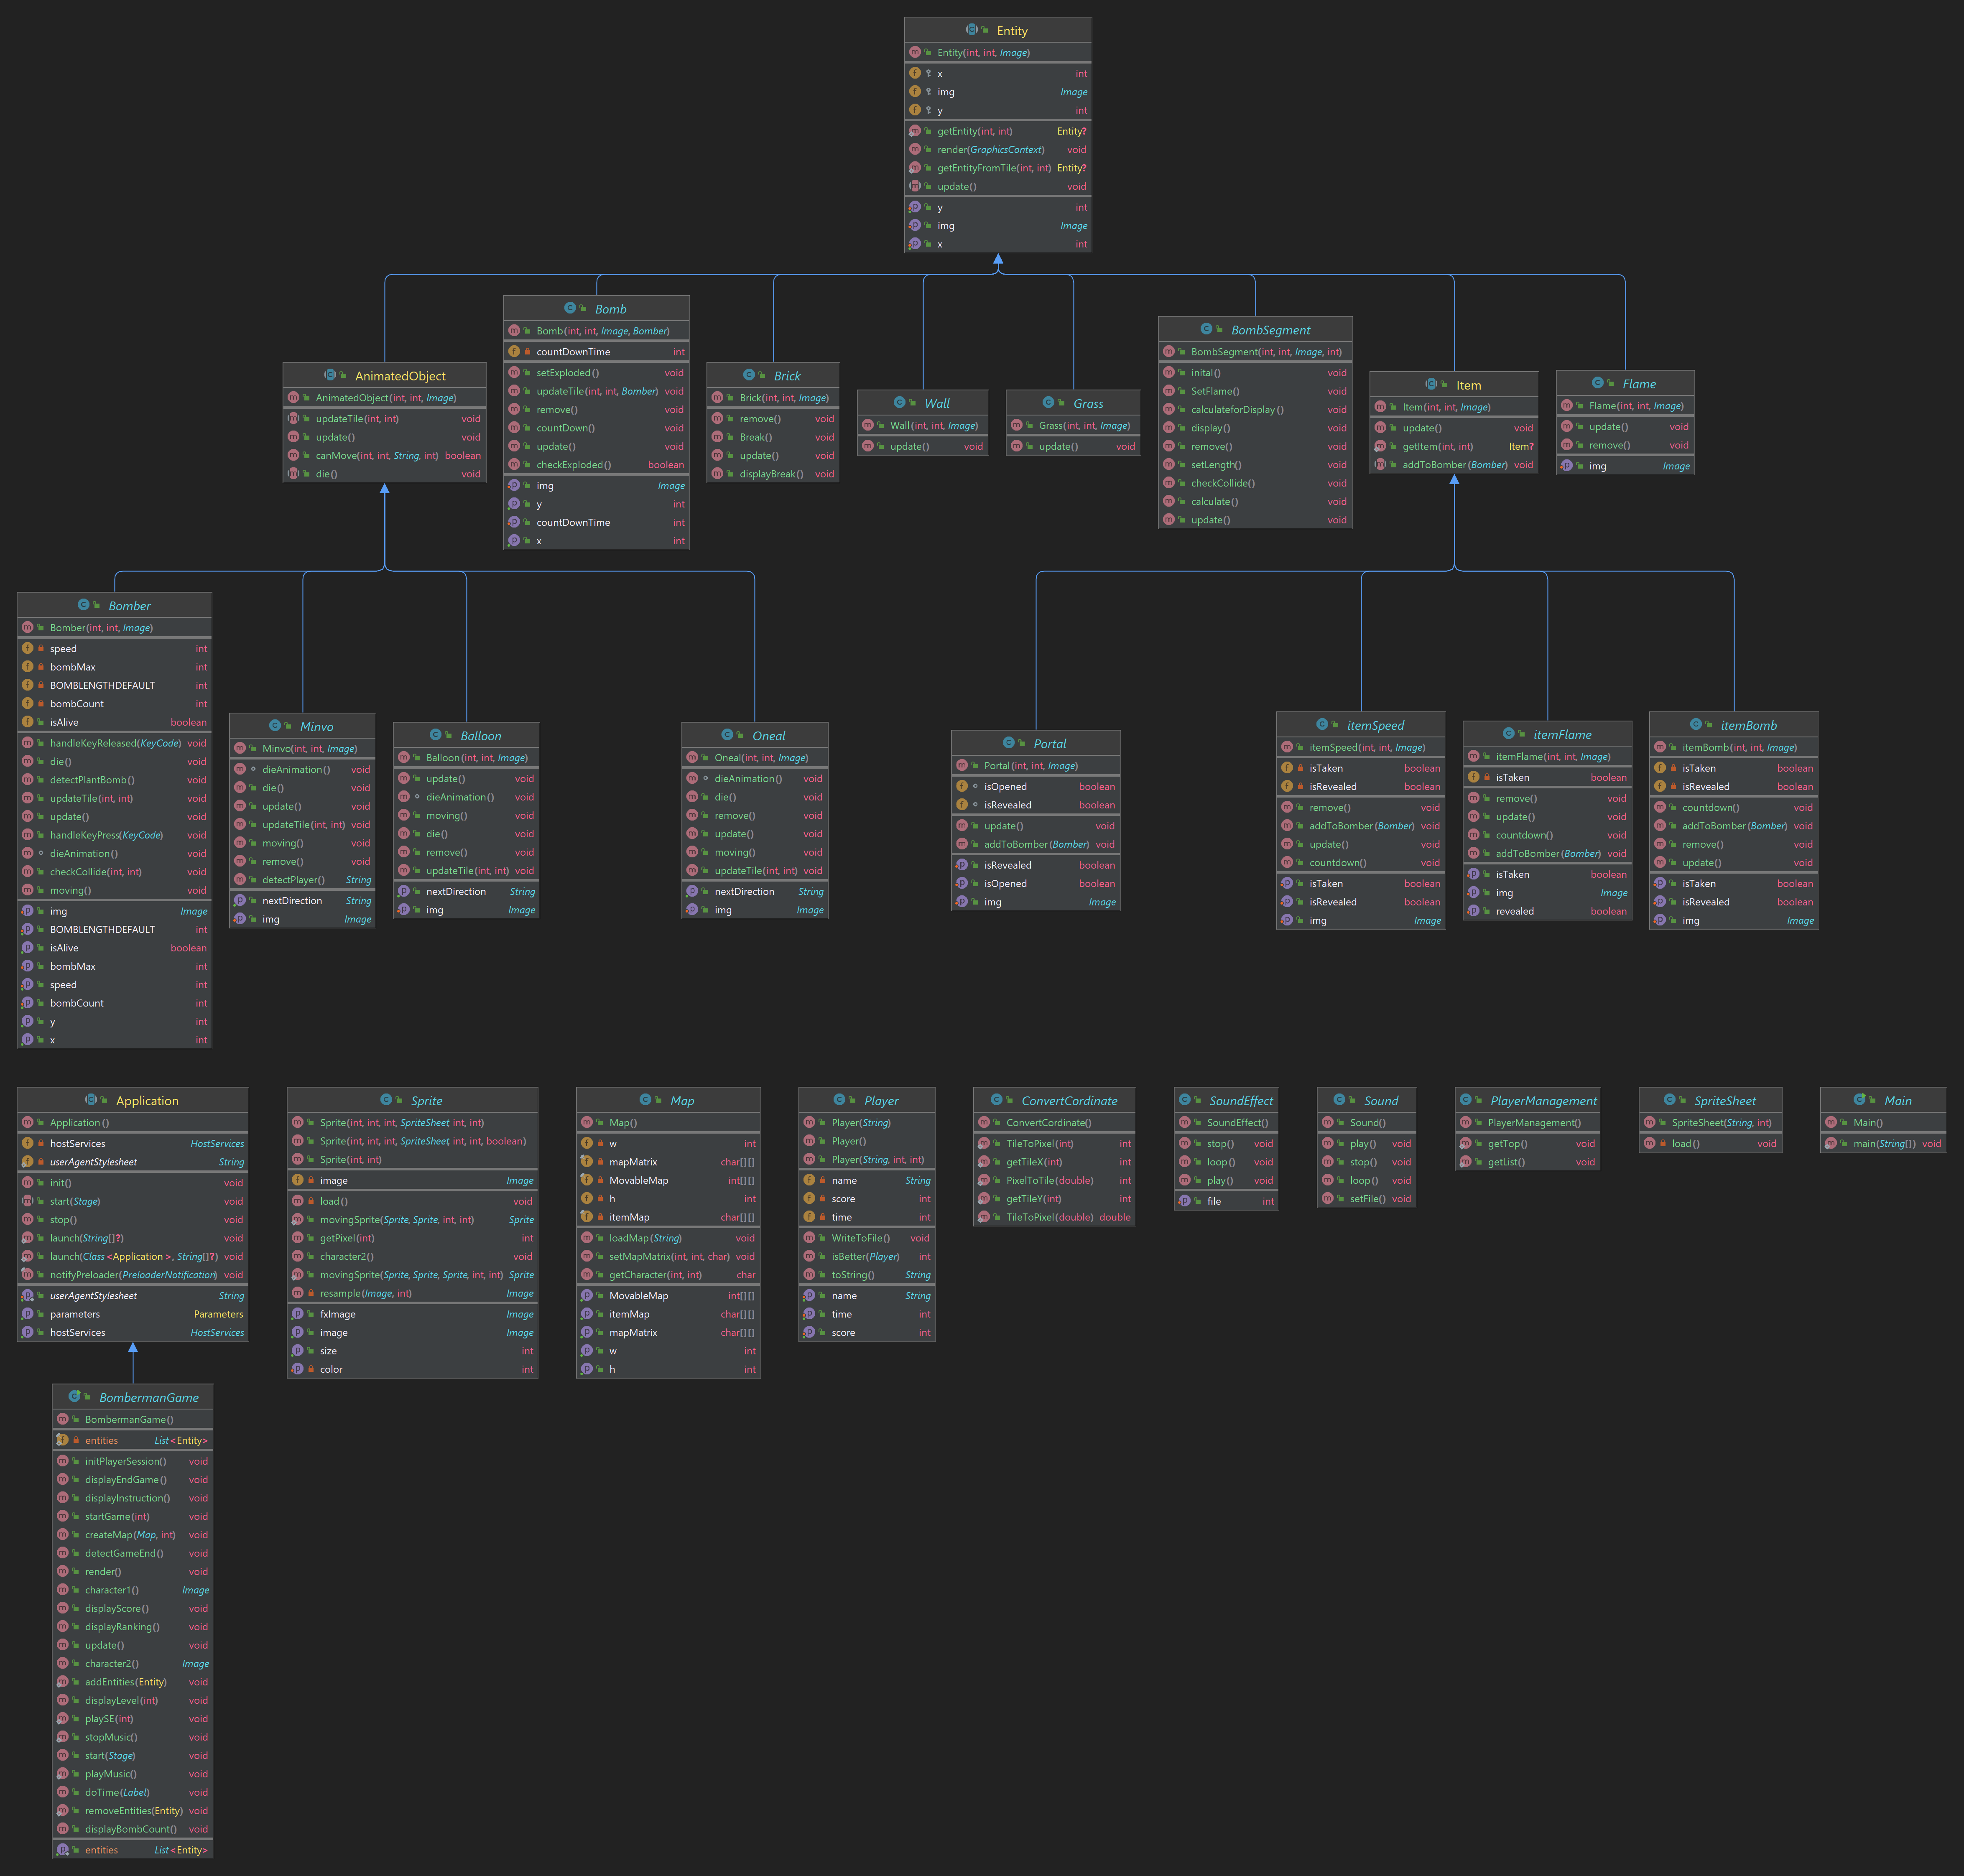 Entity
Entity(int, int, Image)
x int
img Image
y int
getEntity(int, int) Entity?
render(GraphicsContext) void
getEntityFromTile(int, int) Entity?
update() void
y int
img Image
x int
AnimatedObject
AnimatedObject(int, int, Image)
updateTile(int, int) void
update() void
canMove(int, int, String, int) boolean
die() void
Bomb
Bomb(int, int, Image, Bomber)
countDownTime int
setExploded() void
updateTile(int, int, Bomber) void
remove() void
countDown() void
update() void
checkExploded() boolean
img Image
y int
countDownTime int
x int
Brick
Brick(int, int, Image)
remove() void
Break() void
update() void
displayBreak() void
Wall
Wall(int, int, Image)
update() void
Grass
Grass(int, int, Image)
update() void
BombSegment
BombSegment(int, int, Image, int)
inital() void
SetFlame() void
calculateforDisplay() void
display() void
remove() void
setLength() void
checkCollide() void
calculate() void
update() void
Item
Item(int, int, Image)
update() void
getItem(int, int) Item?
addToBomber(Bomber) void
Flame
Flame(int, int, Image)
update() void
remove() void
img Image
Bomber
Bomber(int, int, Image)
speed int
bombMax int
BOMBLENGTHDEFAULT int
bombCount int
isAlive boolean
handleKeyReleased(KeyCode) void
die() void
detectPlantBomb() void
updateTile(int, int) void
update() void
handleKeyPress(KeyCode) void
dieAnimation() void
checkCollide(int, int) void
moving() void
img Image
BOMBLENGTHDEFAULT int
isAlive boolean
bombMax int
speed int
bombCount int
y int
x int
Minvo
Minvo(int, int, Image)
dieAnimation() void
die() void
update() void
updateTile(int, int) void
moving() void
remove() void
detectPlayer() String
nextDirection String
img Image
Balloon
Balloon(int, int, Image)
update() void
dieAnimation() void
moving() void
die() void
remove() void
updateTile(int, int) void
nextDirection String
img Image
Oneal
Oneal(int, int, Image)
dieAnimation() void
die() void
remove() void
update() void
moving() void
updateTile(int, int) void
nextDirection String
img Image
Portal
Portal(int, int, Image)
isOpened boolean
isRevealed boolean
update() void
addToBomber(Bomber) void
isRevealed boolean
isOpened boolean
img Image
itemSpeed
itemSpeed(int, int, Image)
isTaken boolean
isRevealed boolean
remove() void
addToBomber(Bomber) void
update() void
countdown() void
isTaken boolean
isRevealed boolean
img Image
itemFlame
itemFlame(int, int, Image)
isTaken boolean
remove() void
update() void
countdown() void
addToBomber(Bomber) void
isTaken boolean
img Image
revealed boolean
itemBomb
itemBomb(int, int, Image)
isTaken boolean
isRevealed boolean
countdown() void
addToBomber(Bomber) void
remove() void
update() void
isTaken boolean
isRevealed boolean
img Image
Application
Application()
hostServices HostServices
userAgentStylesheet String
init() void
start(Stage) void
stop() void
launch(String[]?) void
launch(Class<Application>, String[]?) void
notifyPreloader(PreloaderNotification) void
userAgentStylesheet String
parameters Parameters
hostServices HostServices
Sprite
Sprite(int, int, int, SpriteSheet, int, int)
Sprite(int, int, int, SpriteSheet, int, int, boolean)
Sprite(int, int)
image Image
load() void
movingSprite(Sprite, Sprite, int, int) Sprite
getPixel(int) int
character2() void
movingSprite(Sprite, Sprite, Sprite, int, int) Sprite
resample(Image, int) Image
fxImage Image
image Image
size int
color int
Map
Map()
w int
mapMatrix char[][]
MovableMap int[][]
h int
itemMap char[][]
loadMap(String) void
setMapMatrix(int, int, char) void
getCharacter(int, int) char
MovableMap int[][]
itemMap char[][]
mapMatrix char[][]
w int
h int
Player
Player(String)
Player()
Player(String, int, int)
name String
score int
time int
WriteToFile() void
isBetter(Player) int
toString() String
name String
time int
score int
ConvertCordinate
ConvertCordinate()
TileToPixel(int) int
getTileX(int) int
PixelToTile(double) int
getTileY(int) int
TileToPixel(double) double
SoundEffect
SoundEffect()
stop() void
loop() void
play() void
file int
Sound
Sound()
play() void
stop() void
loop() void
setFile() void
PlayerManagement
PlayerManagement()
getTop() void
getList() void
SpriteSheet
SpriteSheet(String, int)
load() void
Main
Main()
main(String[]) void
BombermanGame
BombermanGame()
entities List<Entity>
initPlayerSession() void
displayEndGame() void
displayInstruction() void
startGame(int) void
createMap(Map, int) void
detectGameEnd() void
render() void
character1() Image
displayScore() void
displayRanking() void
update() void
character2() Image
addEntities(Entity) void
displayLevel(int) void
playSE(int) void
stopMusic() void
start(Stage) void
playMusic() void
doTime(Label) void
removeEntities(Entity) void
displayBombCount() void
entities List<Entity>